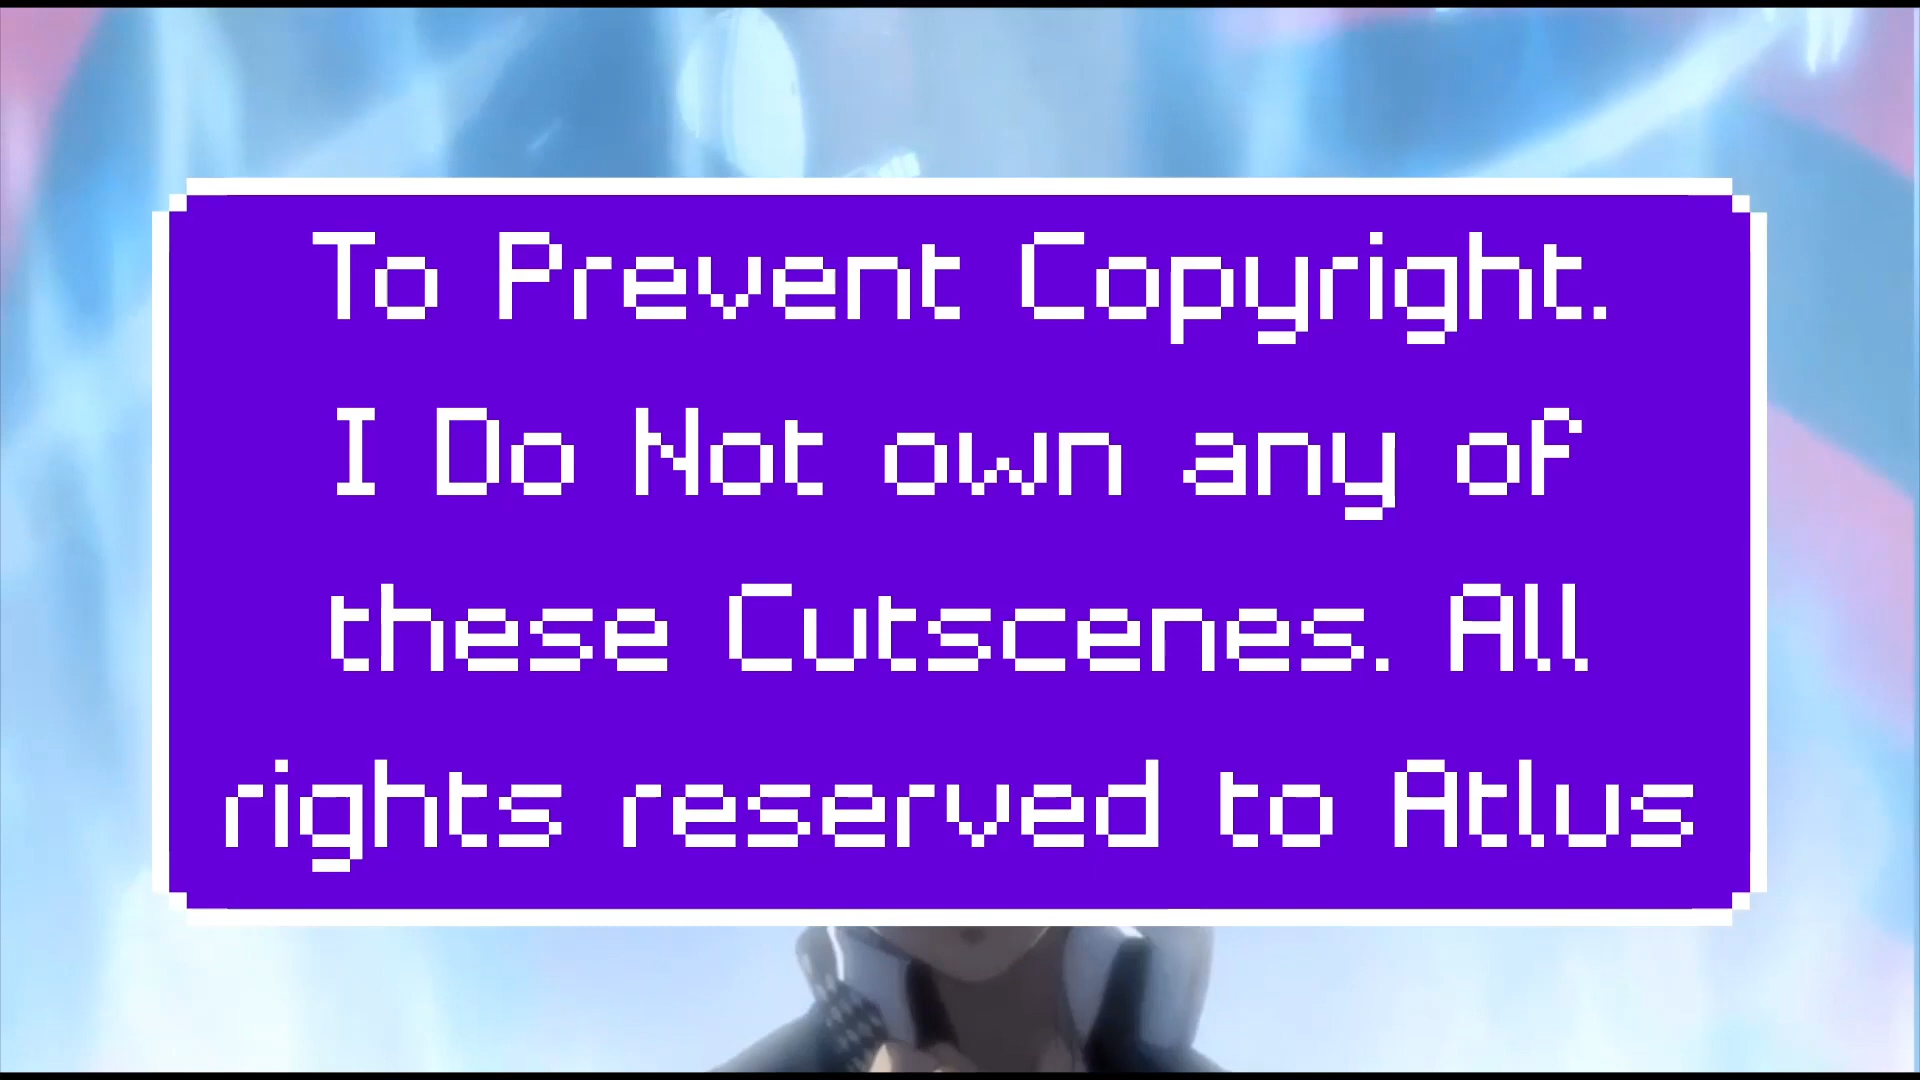 To Prevent Copyright.
I Do Not own any of
these Cutscenes. All
rights reserved to Atlus